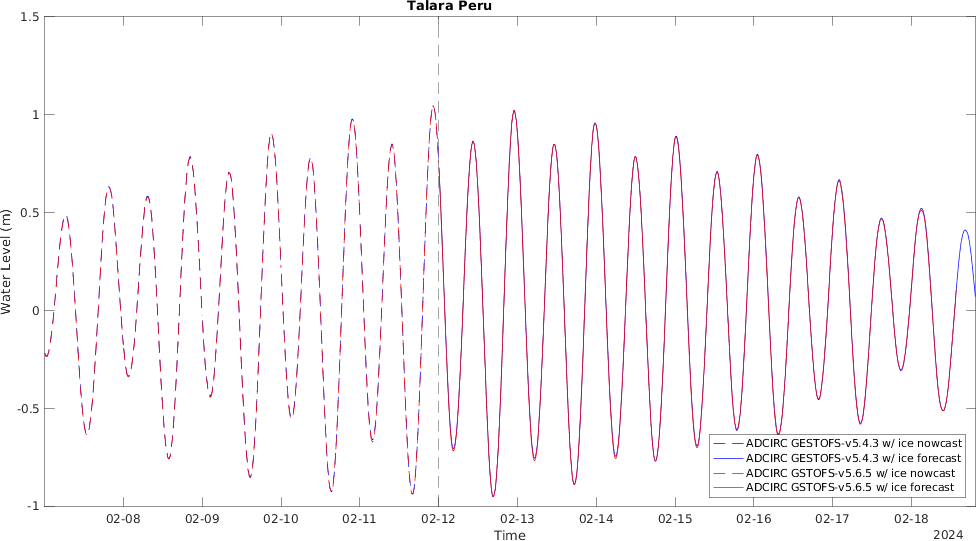 Talara Peru
1.5
1
0.5
0
-0.5
-1
Water Level (m)
02-08 02-09 02-10 02-11 02-12 02-13 02-14 02-15 02-16 02-17 02-18
Time
2024
ADCIRC GESTOFS-v5.4.3 w/ ice nowcast
ADCIRC GESTOFS-v5.4.3 w/ ice forecast
ADCIRC GSTOFS-v5.6.5 w/ ice nowcast
ADCIRC GSTOFS-v5.6.5 w/ ice forecast